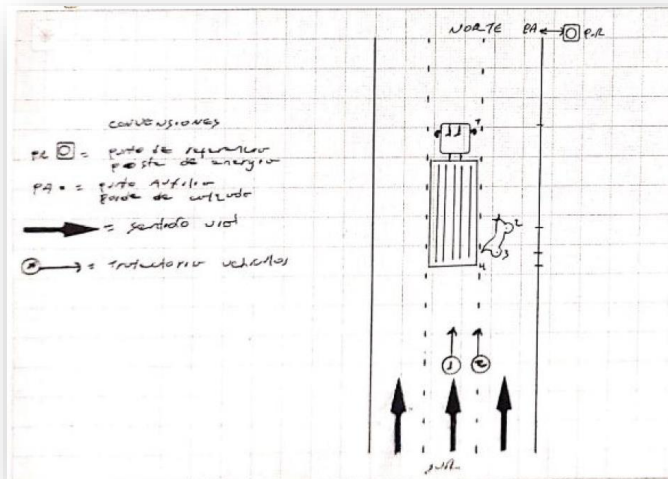 NORTE PA P.R
CONVENSIONES
PR = punto de referencia
poste de energia
PA • = punto Auxiliar
borde de calzada
= sentido vial
= trayectoria vehiculos
1
2
3
4
1
2
SUR